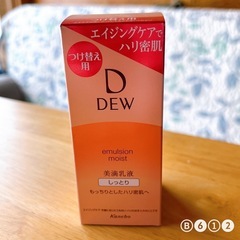 エイジングケアで
ハリ密肌
つけ替え
用
D
DEW
emulsion
moist
美滴乳液
しっとり
もっちりとしたハリ密肌へ
Kanebo
B612